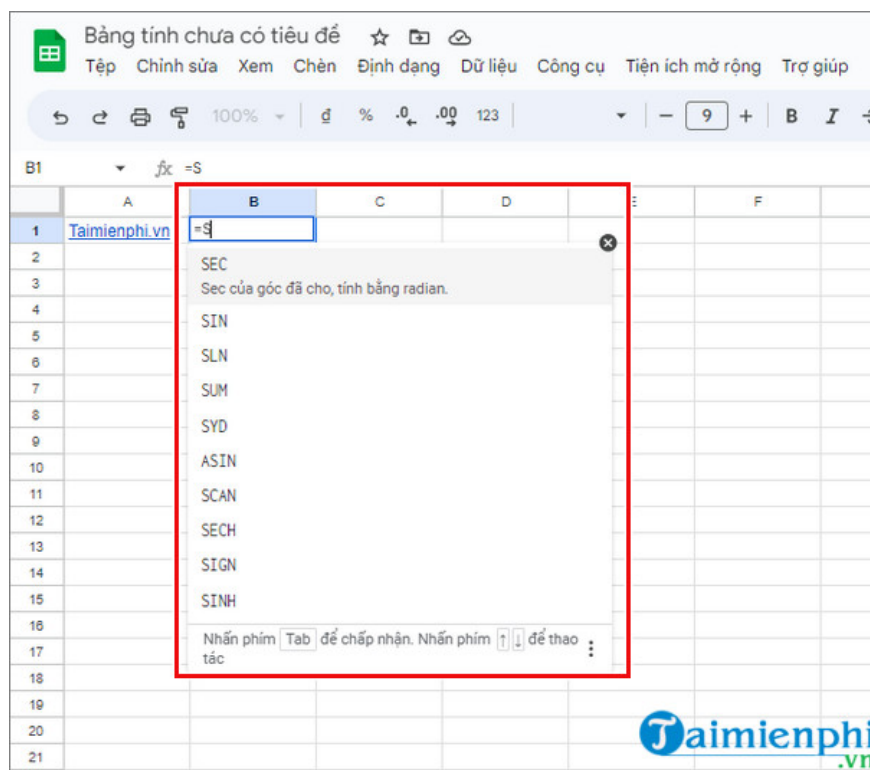 Bảng tính chưa có tiêu đề
Tệp Chỉnh sửa Xem Chèn Định dạng Dữ liệu Công cụ Tiện ích mở rộng Trợ giúp
100% đ % .0 .00 123 9 B I
B1 fx =S
A B C D E F
1 Taimienphi.vn =S
2
SEC
3
Sec của góc đã cho, tính bằng radian.
4
SIN
5
SLN
6
7
SUM
8
SYD
9
10
ASIN
11
SCAN
12
SECH
13
14
SIGN
15
SINH
16
Nhấn phím Tab để chấp nhận. Nhấn phím ↑ ↓ để thao
17
tác
18
19
20
Taimienphi
21
.vn